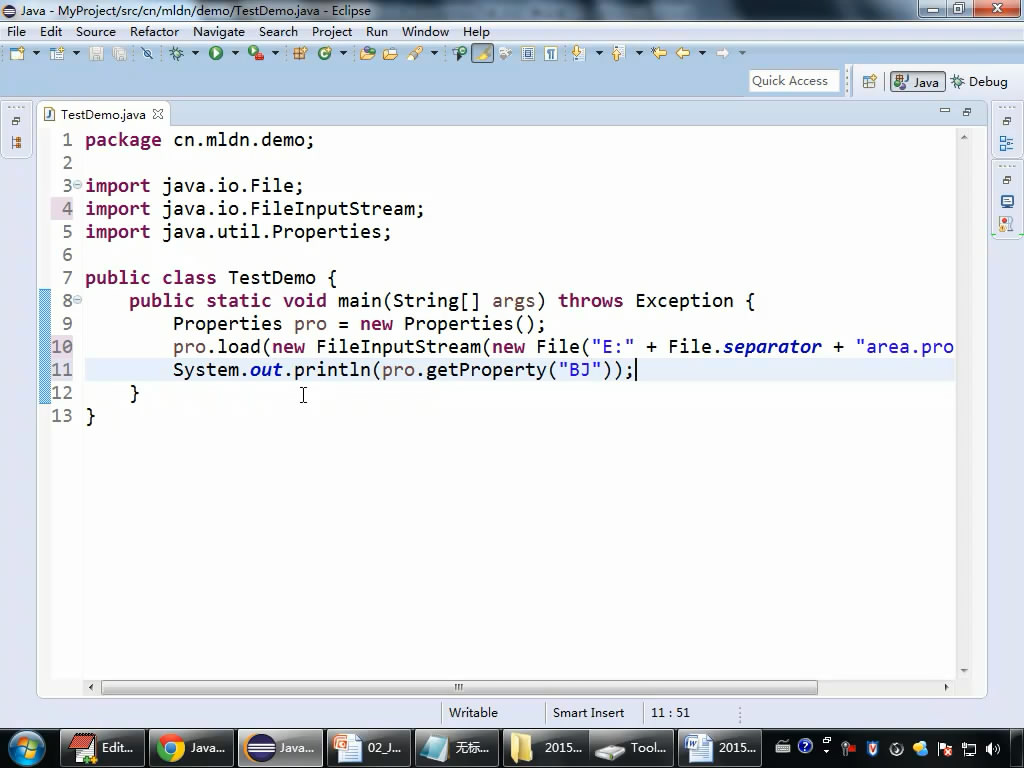 Java - MyProject/src/cn/mldn/demo/TestDemo.java - Eclipse
File Edit Source Refactor Navigate Search Project Run Window Help
Quick Access
Java
Debug
TestDemo.java
1 package cn.mldn.demo;
2
3 import java.io.File;
4 import java.io.FileInputStream;
5 import java.util.Properties;
6
7 public class TestDemo {
8 public static void main(String[] args) throws Exception {
9 Properties pro = new Properties();
10 pro.load(new FileInputStream(new File("E:" + File.separator + "area.pro
11 System.out.println(pro.getProperty("BJ"));
12 }
13 }
Writable Smart Insert 11 : 51
Edit... Java... Java... 02_J... 无标... 2015... Tool... 2015...